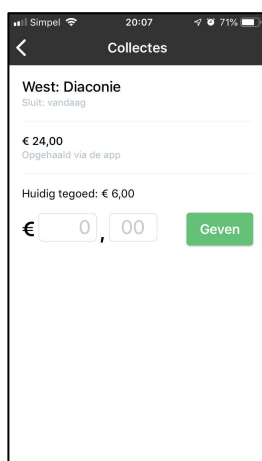 Simpel 20:07 71%
Collectes
West: Diaconie
Sluit: vandaag
€ 24,00
Opgehaald via de app
Huidig tegoed: € 6,00
€ 0 , 00 Geven